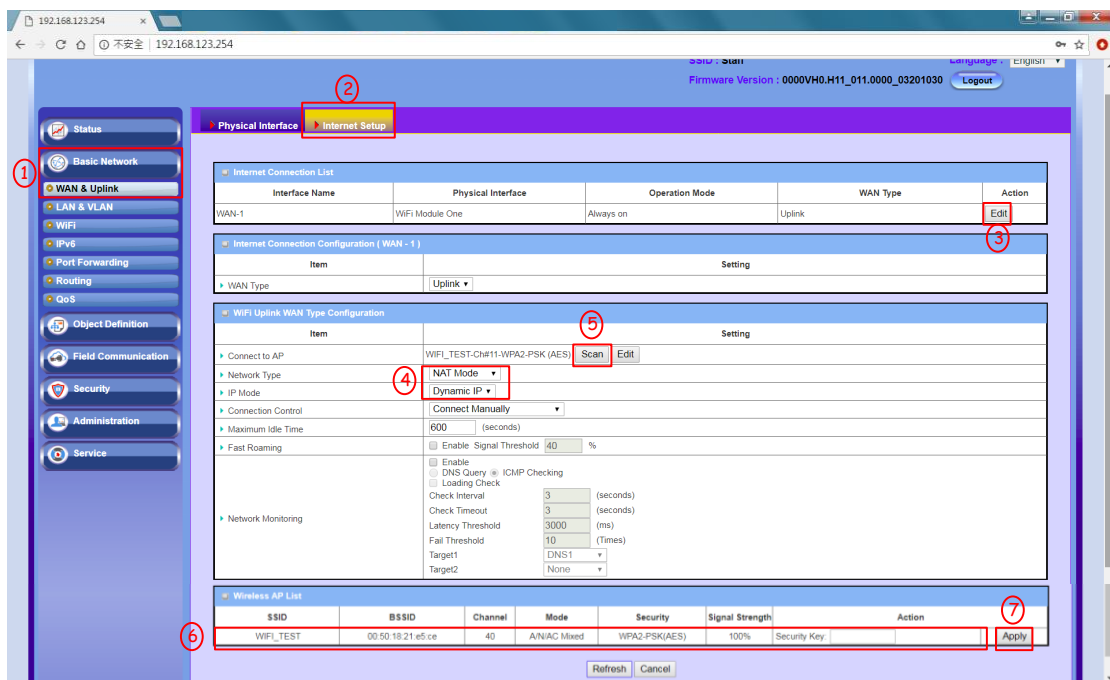 192.168.123.254
不安全 | 192.168.123.254
SSID : Stan
Language : English
Firmware Version : 0000VH0.H11_011.0000_03201030
Logout
2
Physical Interface
Internet Setup
Status
1
Basic Network
WAN & Uplink
LAN & VLAN
WiFi
IPv6
Port Forwarding
Routing
QoS
Object Definition
Field Communication
Security
Administration
Service
Internet Connection List
Interface Name Physical Interface Operation Mode WAN Type Action
WAN-1 WiFi Module One Always on Uplink Edit
3
Internet Connection Configuration ( WAN - 1 )
Item Setting
WAN Type Uplink
WiFi Uplink WAN Type Configuration
5
Item Setting
Connect to AP WIFI_TEST-Ch#11-WPA2-PSK (AES) Scan Edit
4
Network Type NAT Mode
IP Mode Dynamic IP
Connection Control Connect Manually
Maximum Idle Time 600 (seconds)
Fast Roaming Enable Signal Threshold 40 %
Network Monitoring
Enable
DNS Query ICMP Checking
Loading Check
Check Interval 3 (seconds)
Check Timeout 3 (seconds)
Latency Threshold 3000 (ms)
Fail Threshold 10 (Times)
Target1 DNS1
Target2 None
Wireless AP List
7
SSID BSSID Channel Mode Security Signal Strength Action
6
WIFI_TEST 00:50:18:21:e5:ce 40 A/N/AC Mixed WPA2-PSK(AES) 100% Security Key: Apply
Refresh Cancel